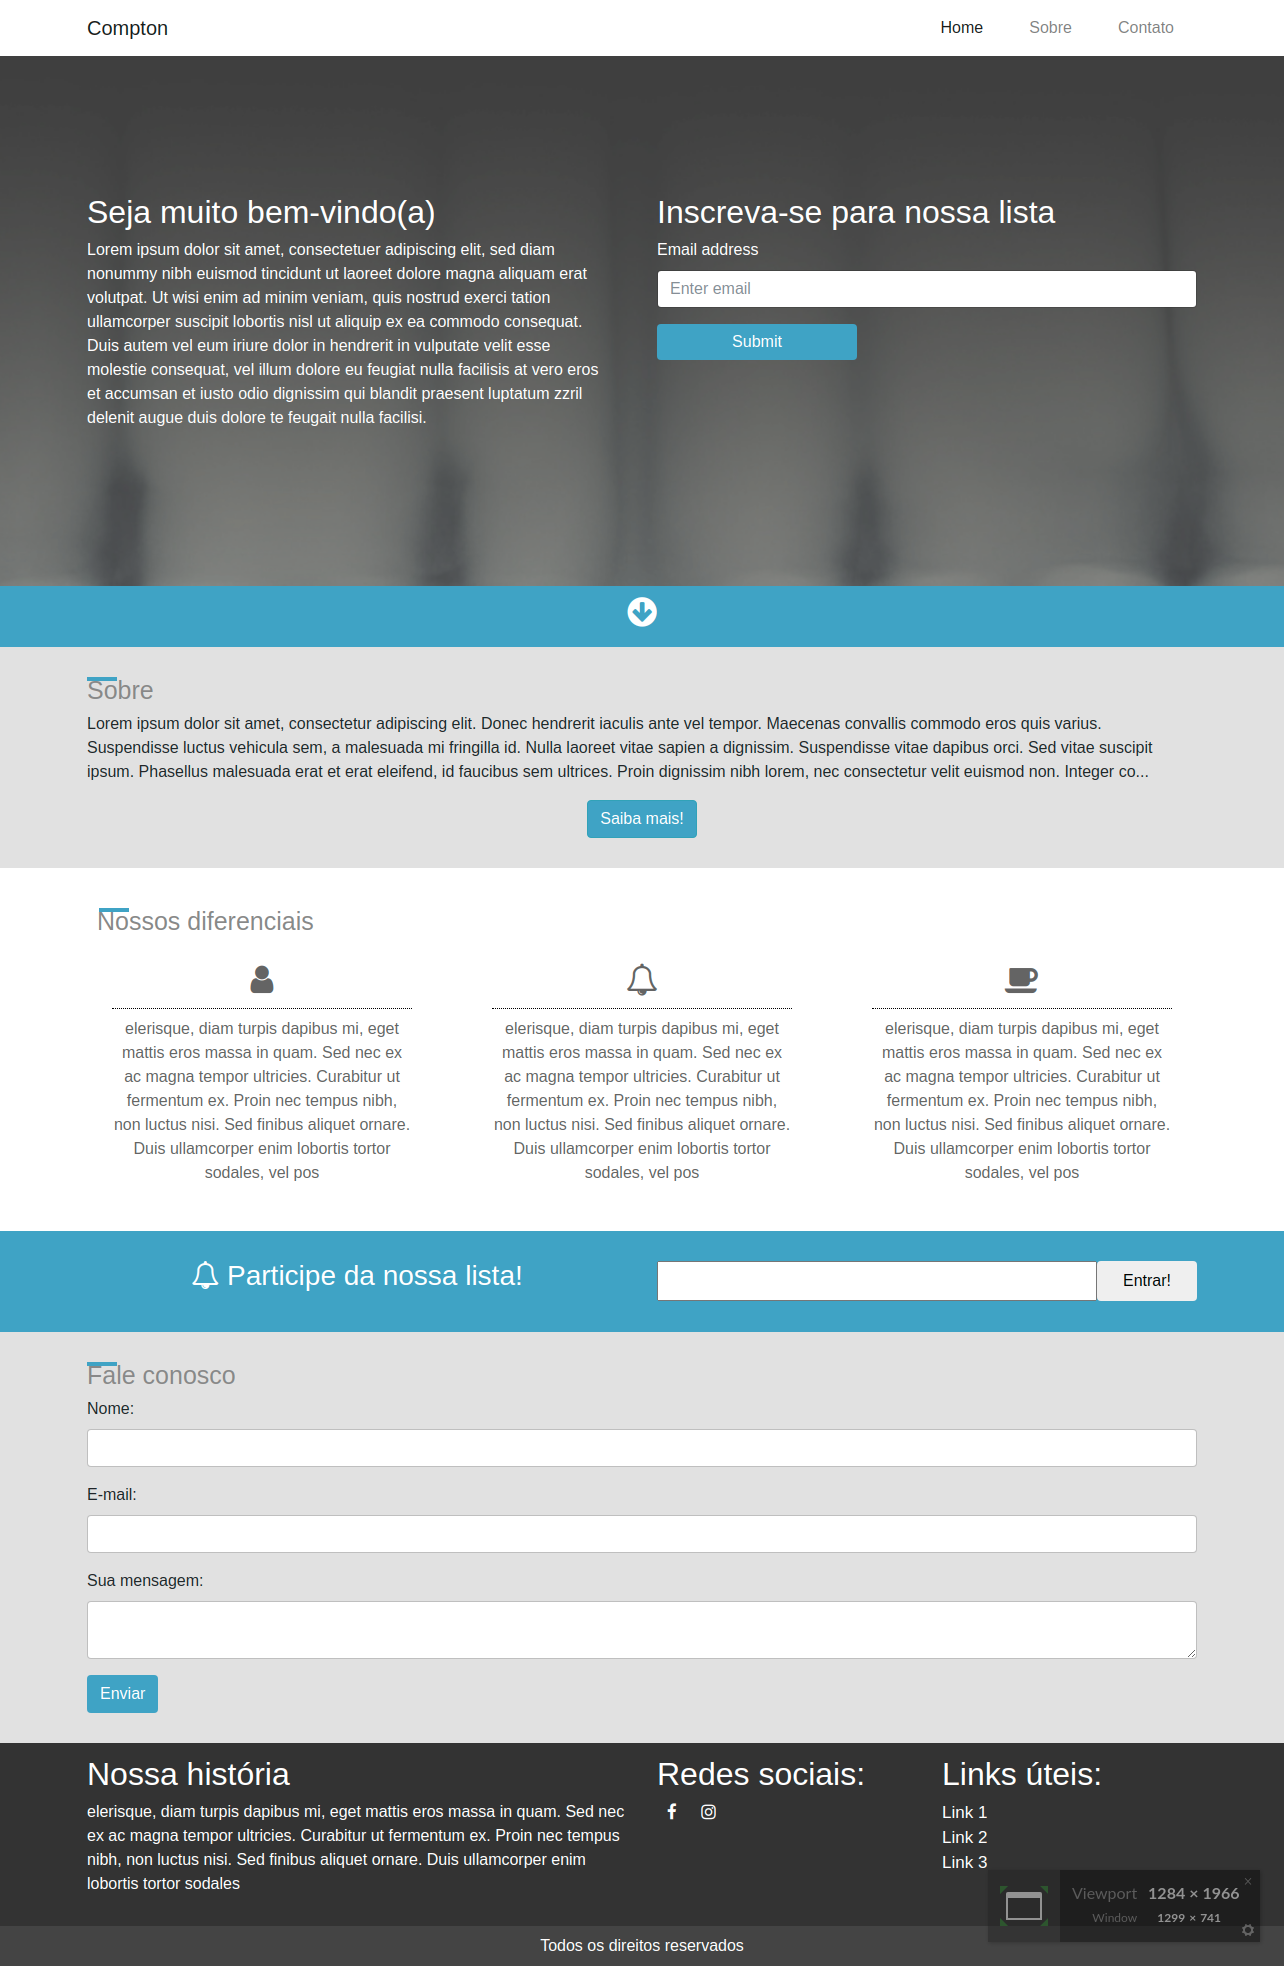 Compton
Home
Sobre
Contato
Seja muito bem-vindo(a)
Lorem ipsum dolor sit amet, consectetuer adipiscing elit, sed diam
nonummy nibh euismod tincidunt ut laoreet dolore magna aliquam erat
volutpat. Ut wisi enim ad minim veniam, quis nostrud exerci tation
ullamcorper suscipit lobortis nisl ut aliquip ex ea commodo consequat.
Duis autem vel eum iriure dolor in hendrerit in vulputate velit esse
molestie consequat, vel illum dolore eu feugiat nulla facilisis at vero eros
et accumsan et iusto odio dignissim qui blandit praesent luptatum zzril
delenit augue duis dolore te feugait nulla facilisi.
Inscreva-se para nossa lista
Email address
Enter email
Submit
Sobre
Lorem ipsum dolor sit amet, consectetur adipiscing elit. Donec hendrerit iaculis ante vel tempor. Maecenas convallis commodo eros quis varius.
Suspendisse luctus vehicula sem, a malesuada mi fringilla id. Nulla laoreet vitae sapien a dignissim. Suspendisse vitae dapibus orci. Sed vitae suscipit
ipsum. Phasellus malesuada erat et erat eleifend, id faucibus sem ultrices. Proin dignissim nibh lorem, nec consectetur velit euismod non. Integer co...
Saiba mais!
Nossos diferenciais
elerisque, diam turpis dapibus mi, eget
mattis eros massa in quam. Sed nec ex
ac magna tempor ultricies. Curabitur ut
fermentum ex. Proin nec tempus nibh,
non luctus nisi. Sed finibus aliquet ornare.
Duis ullamcorper enim lobortis tortor
sodales, vel pos
elerisque, diam turpis dapibus mi, eget
mattis eros massa in quam. Sed nec ex
ac magna tempor ultricies. Curabitur ut
fermentum ex. Proin nec tempus nibh,
non luctus nisi. Sed finibus aliquet ornare.
Duis ullamcorper enim lobortis tortor
sodales, vel pos
elerisque, diam turpis dapibus mi, eget
mattis eros massa in quam. Sed nec ex
ac magna tempor ultricies. Curabitur ut
fermentum ex. Proin nec tempus nibh,
non luctus nisi. Sed finibus aliquet ornare.
Duis ullamcorper enim lobortis tortor
sodales, vel pos
Participe da nossa lista!
Entrar!
Fale conosco
Nome:
E-mail:
Sua mensagem:
Enviar
Nossa história
elerisque, diam turpis dapibus mi, eget mattis eros massa in quam. Sed nec
ex ac magna tempor ultricies. Curabitur ut fermentum ex. Proin nec tempus
nibh, non luctus nisi. Sed finibus aliquet ornare. Duis ullamcorper enim
lobortis tortor sodales
Redes sociais:
Links úteis:
Link 1
Link 2
Link 3
Viewport 1284 × 1966
Window 1299 × 741
Todos os direitos reservados